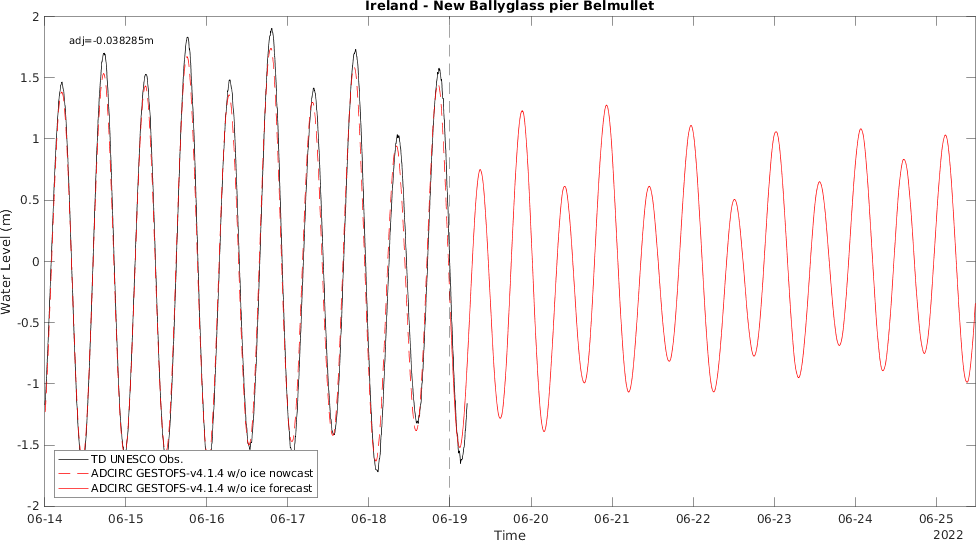 Ireland - New Ballyglass pier Belmullet
adj=-0.038285m
Water Level (m)
2
1.5
1
0.5
0
-0.5
-1
-1.5
-2
TD UNESCO Obs.
ADCIRC GESTOFS-v4.1.4 w/o ice nowcast
ADCIRC GESTOFS-v4.1.4 w/o ice forecast
06-14 06-15 06-16 06-17 06-18 06-19 06-20 06-21 06-22 06-23 06-24 06-25
Time
2022